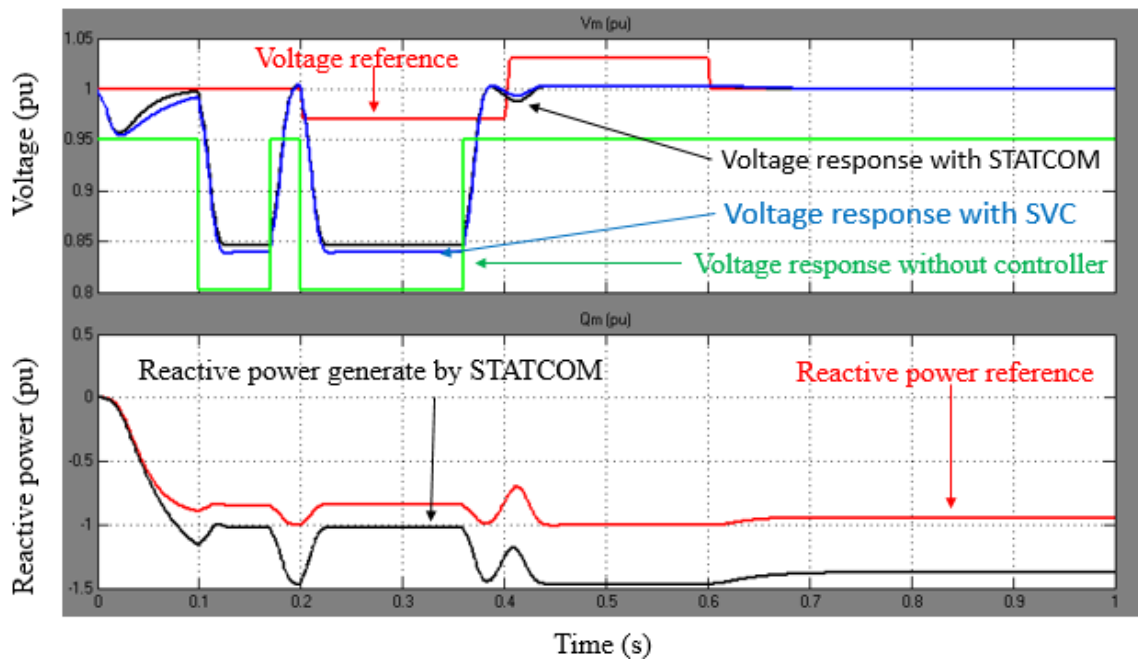 Vm (pu)
1.05
1
0.95
0.9
0.85
0.8
Voltage (pu)
Voltage reference
Voltage response with STATCOM
Voltage response with SVC
Voltage response without controller
Qm (pu)
0.5
0
-0.5
-1
-1.5
Reactive power (pu)
Reactive power generate by STATCOM
Reactive power reference
0 0.1 0.2 0.3 0.4 0.5 0.6 0.7 0.8 0.9 1
Time (s)